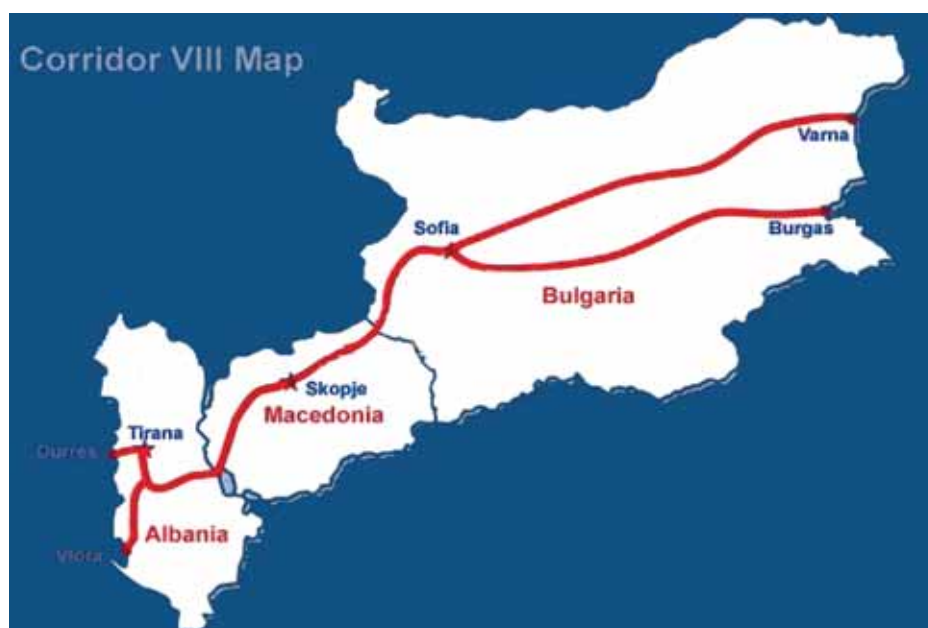 Corridor VIII Map
Varna
Sofia
Burgas
Bulgaria
Skopje
Macedonia
Tirana
Durres
Albania
Vlora